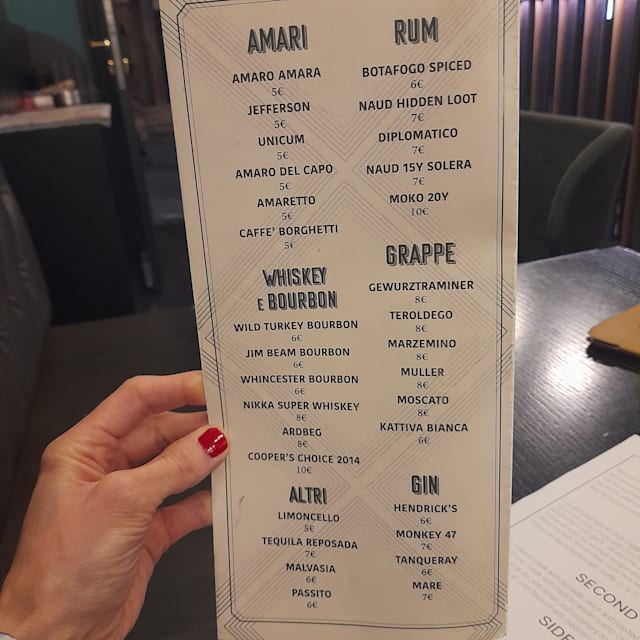 AMARI
AMARO AMARA
5€
JEFFERSON
5€
UNICUM
5€
AMARO DEL CAPO
5€
AMARETTO
5€
CAFFE' BORGHETTI
5€
WHISKEY
E BOURBON
WILD TURKEY BOURBON
6€
JIM BEAM BOURBON
6€
WHINCESTER BOURBON
6€
NIKKA SUPER WHISKEY
8€
ARDBEG
8€
COOPER'S CHOICE 2014
10€
ALTRI
LIMONCELLO
5€
TEQUILA REPOSADA
7€
MALVASIA
6€
PASSITO
6€
RUM
BOTAFOGO SPICED
6€
NAUD HIDDEN LOOT
7€
DIPLOMATICO
7€
NAUD 15Y SOLERA
7€
MOKO 20Y
10€
GRAPPE
GEWURZTRAMINER
8€
TEROLDEGO
8€
MARZEMINO
8€
MULLER
8€
MOSCATO
8€
KATTIVA BIANCA
6€
GIN
HENDRICK'S
6€
MONKEY 47
7€
TANQUERAY
6€
MARE
7€
SECOND
SIDE